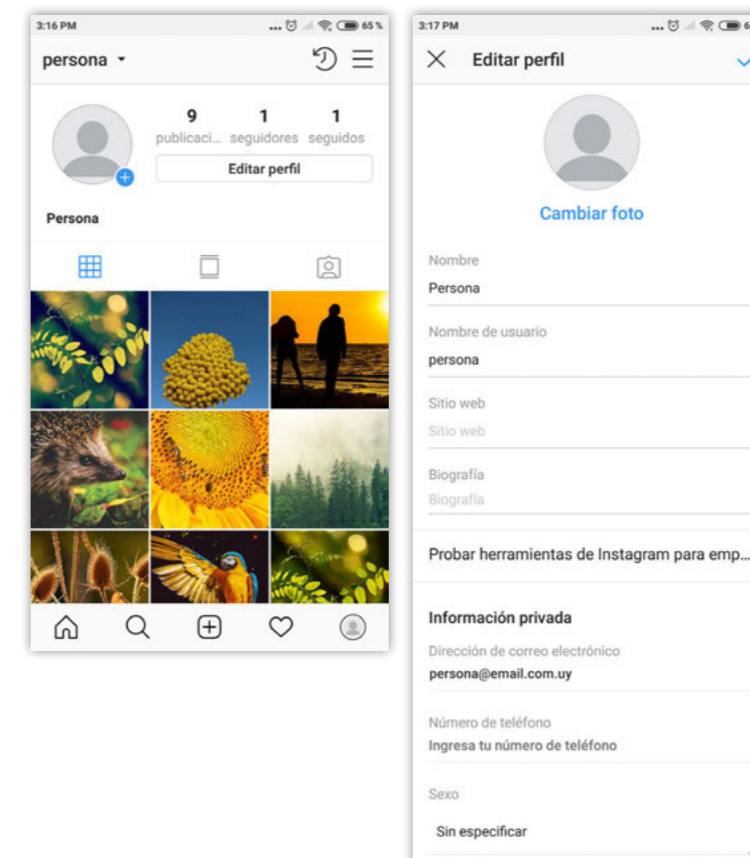 3:16 PM
... 65 %
persona
9 1 1
publicaci... seguidores seguidos
Editar perfil
Persona
3:17 PM
... 6
Editar perfil
Cambiar foto
Nombre
Persona
Nombre de usuario
persona
Sitio web
Sitio web
Biografía
Biografía
Probar herramientas de Instagram para emp...
Información privada
Dirección de correo electrónico
persona@email.com.uy
Número de teléfono
Ingresa tu número de teléfono
Sexo
Sin especificar